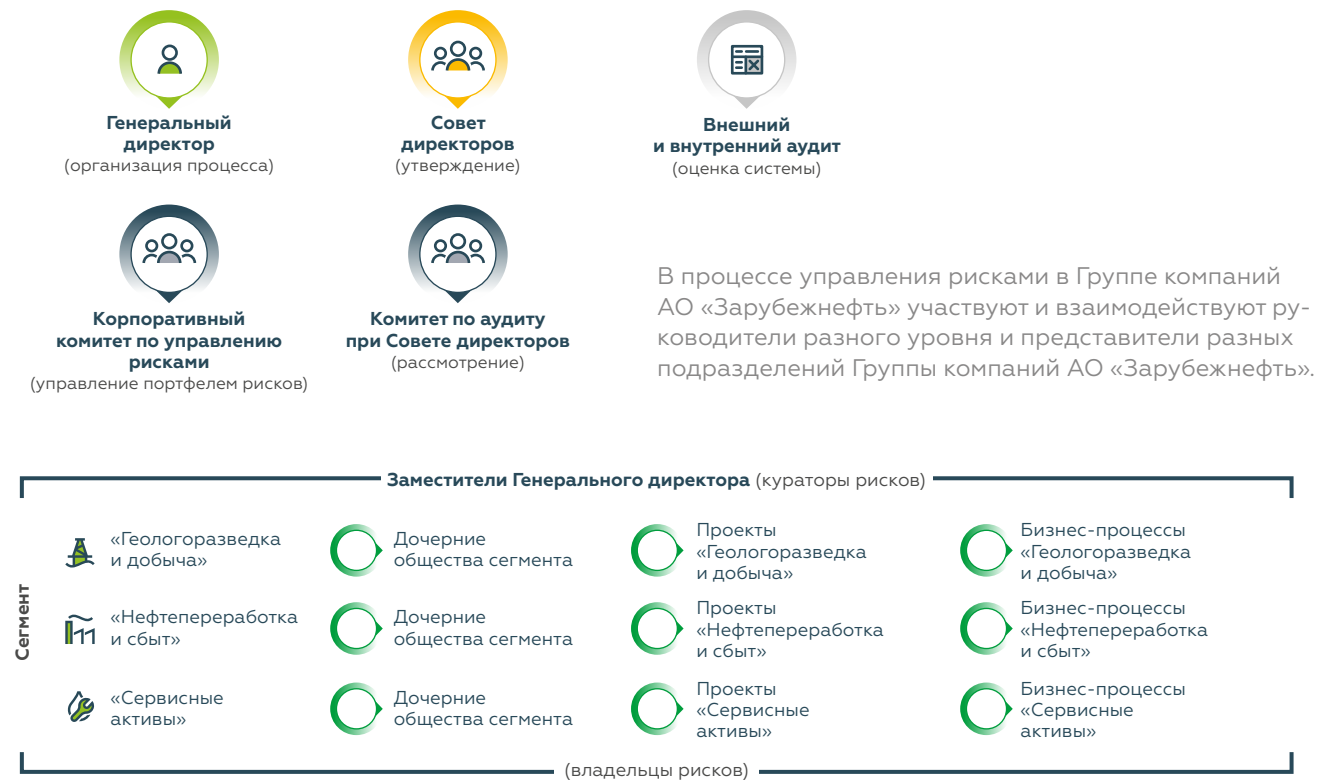 Генеральный
директор
(организация процесса)
Совет
директоров
(утверждение)
Внешний
и внутренний аудит
(оценка системы)
Корпоративный
комитет по управлению
рисками
(управление портфелем рисков)
Комитет по аудиту
при Совете директоров
(рассмотрение)
В процессе управления рисками в Группе компаний
АО «Зарубежнефть» участвуют и взаимодействуют ру-
ководители разного уровня и представители разных
подразделений Группы компаний АО «Зарубежнефть».
Заместители Генерального директора (кураторы рисков)
Сегмент
«Геологоразведка
и добыча»
Дочерние
общества сегмента
Проекты
«Геологоразведка
и добыча»
Бизнес-процессы
«Геологоразведка
и добыча»
«Нефтепереработка
и сбыт»
Дочерние
общества сегмента
Проекты
«Нефтепереработка
и сбыт»
Бизнес-процессы
«Нефтепереработка
и сбыт»
«Сервисные
активы»
Дочерние
общества сегмента
Проекты
«Сервисные
активы»
Бизнес-процессы
«Сервисные
активы»
(владельцы рисков)